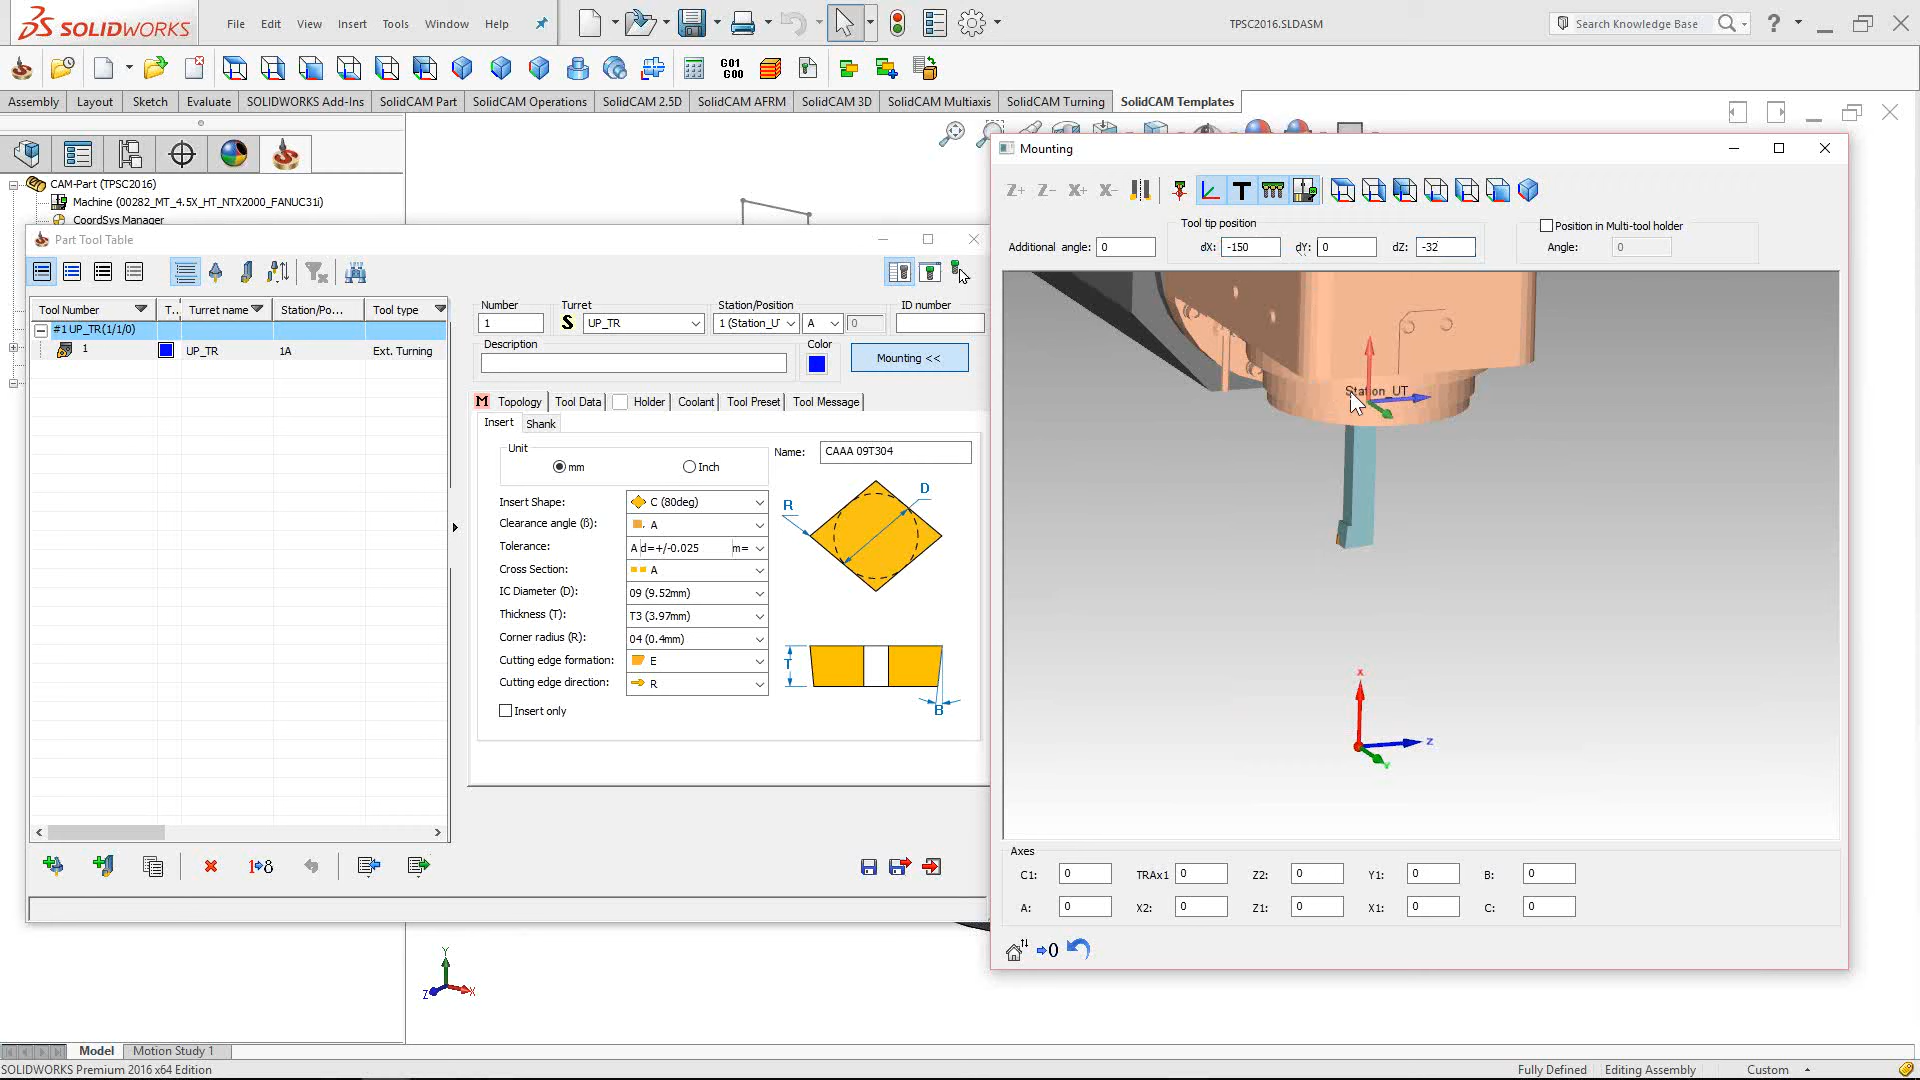 SOLIDWORKS
File Edit View Insert Tools Window Help
TPSC2016.SLDASM
Search Knowledge Base
?
G01
G00
Assembly Layout Sketch Evaluate SOLIDWORKS Add-Ins SolidCAM Part SolidCAM Operations SolidCAM 2.5D SolidCAM AFRM SolidCAM 3D SolidCAM Multiaxis SolidCAM Turning SolidCAM Templates
CAM-Part (TPSC2016)
Machine (00282_MT_4.5X_HT_NTX2000_FANUC31i)
CoordSys Manager
Part Tool Table
Tool Number T.. Turret name Station/Po... Tool type
#1 UP_TR(1/1/0)
1 UP_TR 1A Ext. Turning
1➔8
Number Turret Station/Position ID number
1 S UP_TR 1 (Station_UT A 0
Description Color
Mounting <<
M Topology Tool Data Holder Coolant Tool Preset Tool Message
Insert Shank
Unit
mm Inch
Name: CAAA 09T304
Insert Shape: C (80deg)
Clearance angle (ß): A
Tolerance: A d=+/-0.025 m=
Cross Section: A
IC Diameter (D): 09 (9.52mm)
Thickness (T): T3 (3.97mm)
Corner radius (R): 04 (0.4mm)
Cutting edge formation: E
Cutting edge direction: R
Insert only
R
D
T
B
Mounting
Z+ Z- X+ X-
Tool tip position
Additional angle: 0 dX: -150 dY: 0 dZ: -32
Position in Multi-tool holder
Angle: 0
Station_UT
X
Z
Y
Axes
C1: 0 TRAx1 0 Z2: 0 Y1: 0 B: 0
A: 0 X2: 0 Z1: 0 X1: 0 C: 0
➔0
Y
Z
X
Model Motion Study 1
SOLIDWORKS Premium 2016 x64 Edition
Fully Defined Editing Assembly Custom